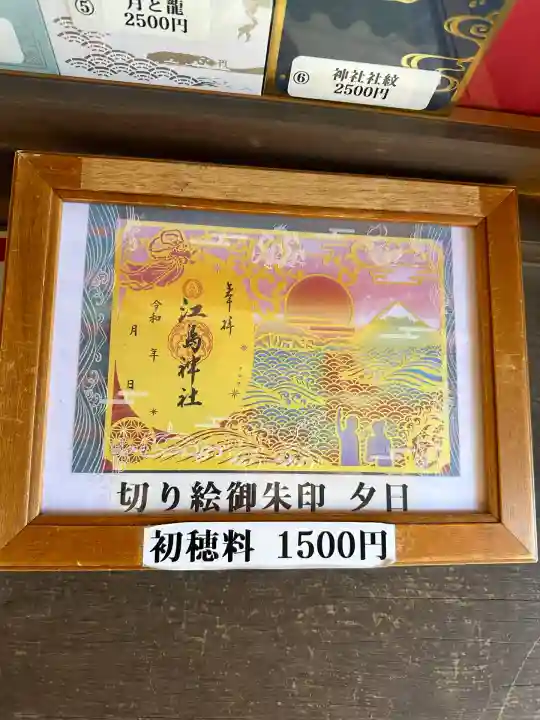 ⑤ 月と龍
2500円
⑥ 神社社紋
2500円
奉拝
江島神社
令和 年 月 日
切り絵御朱印 夕日
初穂料 1500円